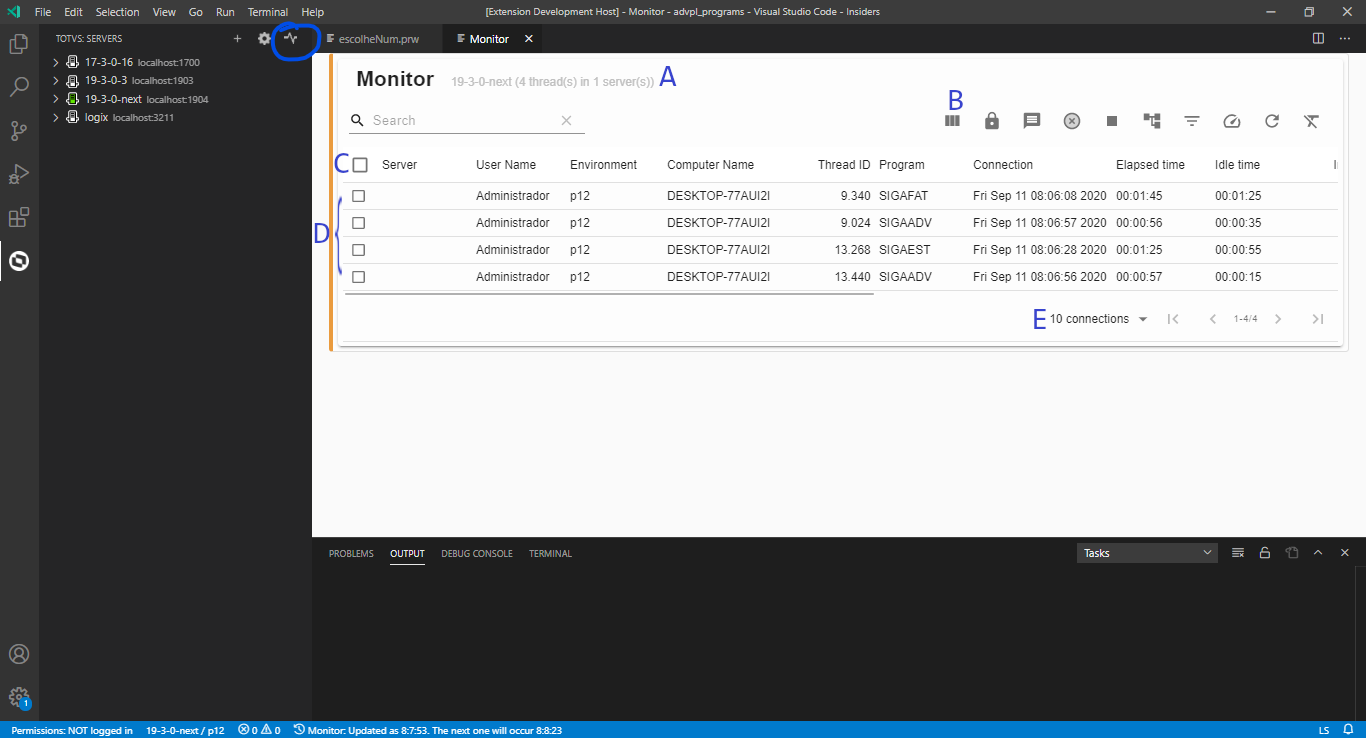 File Edit Selection View Go Run Terminal Help
[Extension Development Host] - Monitor - advpl_programs - Visual Studio Code - Insiders
TOTVS: SERVERS
escolheNum.prw
Monitor
17-3-0-16 localhost:1700
19-3-0-3 localhost:1903
19-3-0-next localhost:1904
logix localhost:3211
Monitor 19-3-0-next (4 thread(s) in 1 server(s)) A
B
Search
C Server User Name Environment Computer Name Thread ID Program Connection Elapsed time Idle time
Administrador p12 DESKTOP-77AUI2I 9.340 SIGAFAT Fri Sep 11 08:06:08 2020 00:01:45 00:01:25
Administrador p12 DESKTOP-77AUI2I 9.024 SIGAADV Fri Sep 11 08:06:57 2020 00:00:56 00:00:35
D
Administrador p12 DESKTOP-77AUI2I 13.268 SIGAEST Fri Sep 11 08:06:28 2020 00:01:25 00:00:55
Administrador p12 DESKTOP-77AUI2I 13.440 SIGAADV Fri Sep 11 08:06:56 2020 00:00:57 00:00:15
E 10 connections 1-4/4
PROBLEMS OUTPUT DEBUG CONSOLE TERMINAL
Tasks
1
Permissions: NOT logged in 19-3-0-next / p12 0 0 Monitor: Updated as 8:7:53. The next one will occur 8:8:23
LS